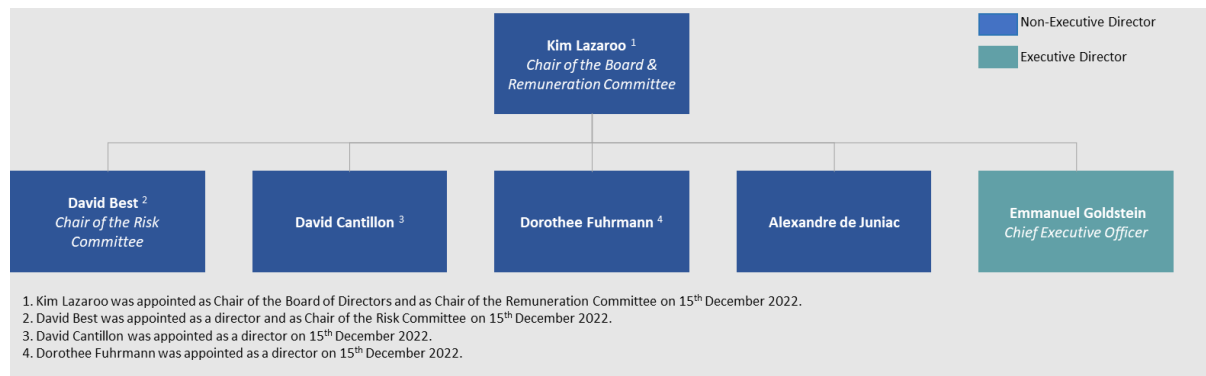 Non-Executive Director
Executive Director
Kim Lazaroo 1
Chair of the Board &
Remuneration Committee
David Best 2
Chair of the Risk
Committee
David Cantillon 3
Dorothee Fuhrmann 4
Alexandre de Juniac
Emmanuel Goldstein
Chief Executive Officer
1. Kim Lazaroo was appointed as Chair of the Board of Directors and as Chair of the Remuneration Committee on 15th December 2022.
2. David Best was appointed as a director and as Chair of the Risk Committee on 15th December 2022.
3. David Cantillon was appointed as a director on 15th December 2022.
4. Dorothee Fuhrmann was appointed as a director on 15th December 2022.